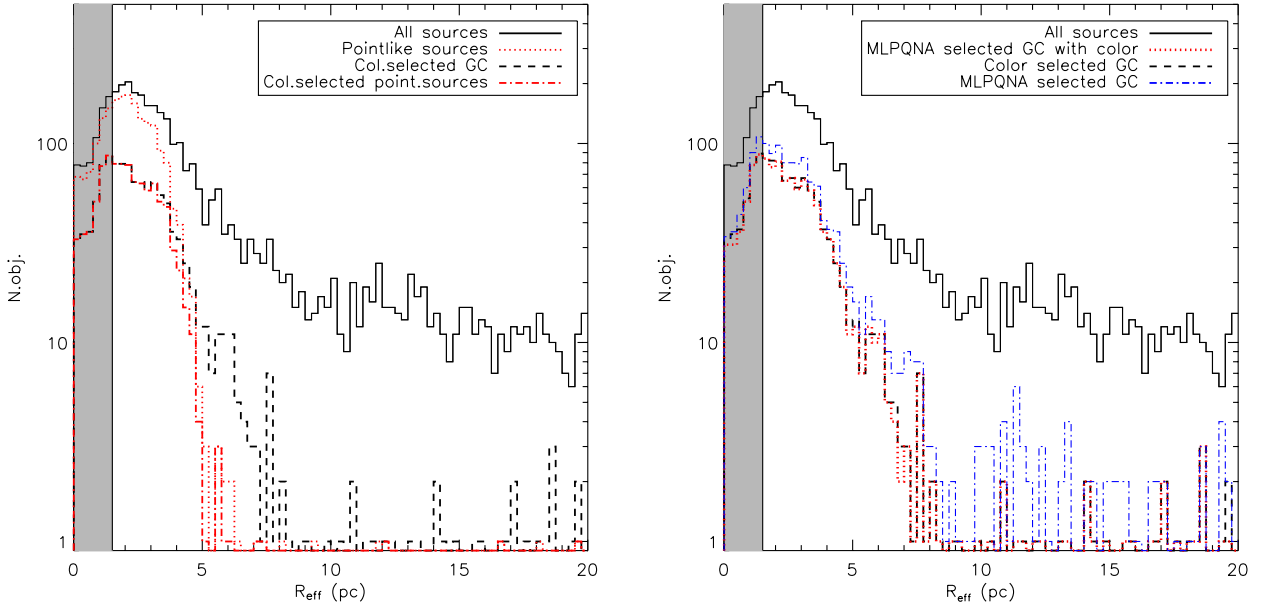 All sources
Pointlike sources
Col.selected GC
Col.selected point.sources
N.obj.
100
10
1
0
5
10
15
20
R_eff (pc)
All sources
MLPQNA selected GC with color
Color selected GC
MLPQNA selected GC
N.obj.
100
10
1
0
5
10
15
20
R_eff (pc)